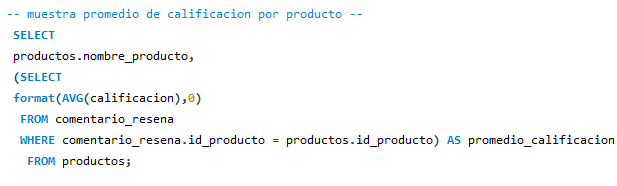 -- muestra promedio de calificacion por producto --
SELECT
productos.nombre_producto,
(SELECT
format(AVG(calificacion),0)
FROM comentario_resena
WHERE comentario_resena.id_producto = productos.id_producto) AS promedio_calificacion
FROM productos;